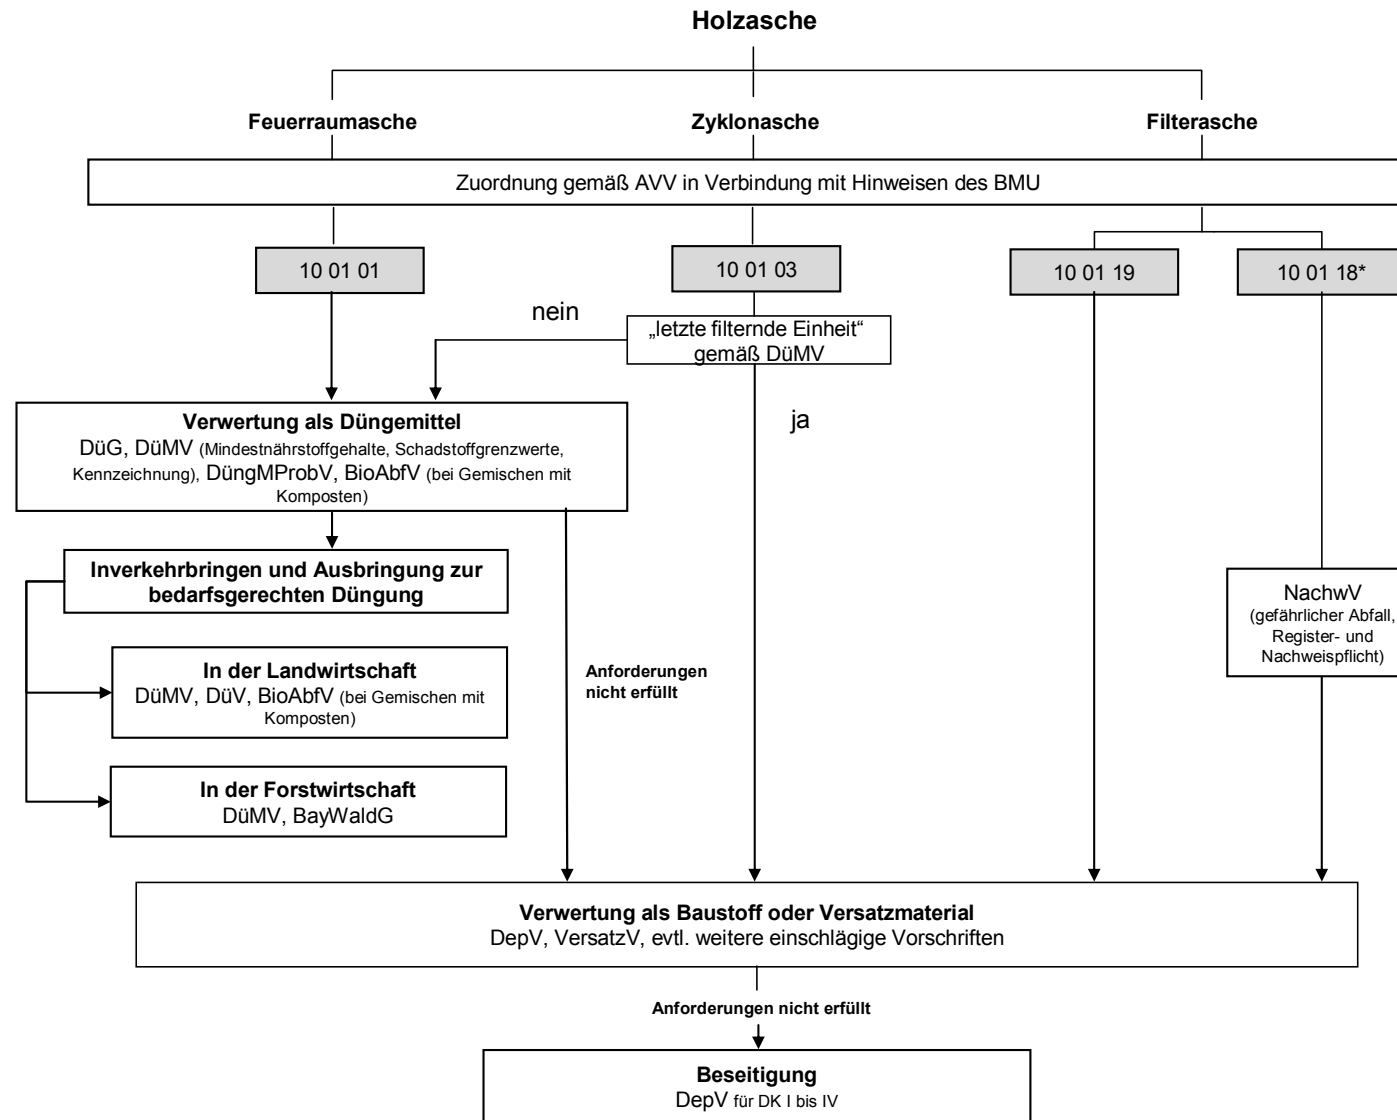 Holzasche
Feuerraumasche
Zyklonasche
Filterasche
Zuordnung gemäß AVV in Verbindung mit Hinweisen des BMU
10 01 01
10 01 03
10 01 19
10 01 18*
nein
„letzte filternde Einheit“
gemäß DüMV
ja
Verwertung als Düngemittel
DüG, DüMV (Mindestnährstoffgehalte, Schadstoffgrenzwerte,
Kennzeichnung), DüngMProbV, BioAbfV (bei Gemischen mit
Komposten)
Inverkehrbringen und Ausbringung zur
bedarfsgerechten Düngung
NachwV
(gefährlicher Abfall,
Register- und
Nachweispflicht)
In der Landwirtschaft
DüMV, DüV, BioAbfV (bei Gemischen mit
Komposten)
Anforderungen
nicht erfüllt
In der Forstwirtschaft
DüMV, BayWaldG
Verwertung als Baustoff oder Versatzmaterial
DepV, VersatzV, evtl. weitere einschlägige Vorschriften
Anforderungen nicht erfüllt
Beseitigung
DepV für DK I bis IV